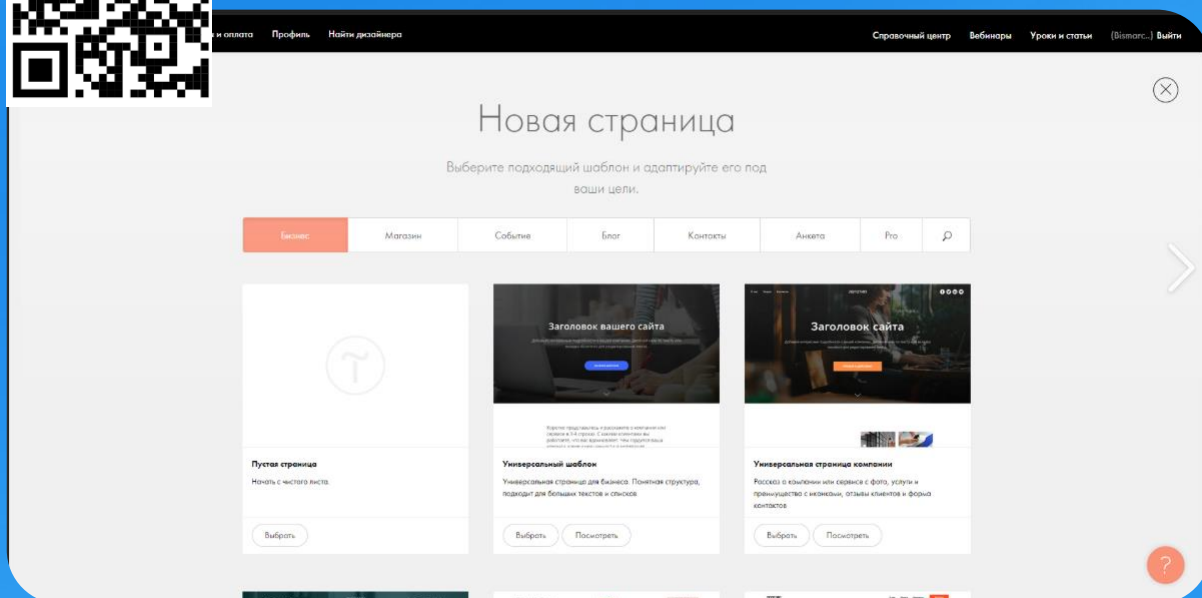 и оплата Профиль Найти дизайнера Справочный центр Вебинары Уроки и статьи (Bismarc..) Выйти
Новая страница
Выберите подходящий шаблон и адаптируйте его под
ваши цели.
Бизнес Магазин Событие Блог Контакты Анкета Pro
Заголовок вашего сайта
Заголовок сайта
Пустая страница
Начать с чистого листа.
Выбрать
Универсальный шаблон
Универсальная страница для бизнеса. Понятная структура,
подходит для больших текстов и списков
Выбрать Посмотреть
Универсальная страница компании
Рассказ о компании или сервисе с фото, услуги и
преимущества с иконками, отзывы клиентов и форма
контактов
Выбрать Посмотреть
?